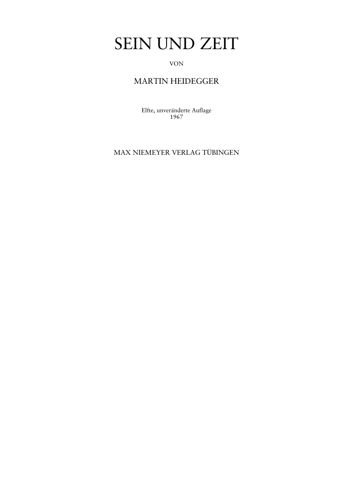 SEIN UND ZEIT
VON
MARTIN HEIDEGGER
Elfte, unveränderte Auflage
1967
MAX NIEMEYER VERLAG TÜBINGEN